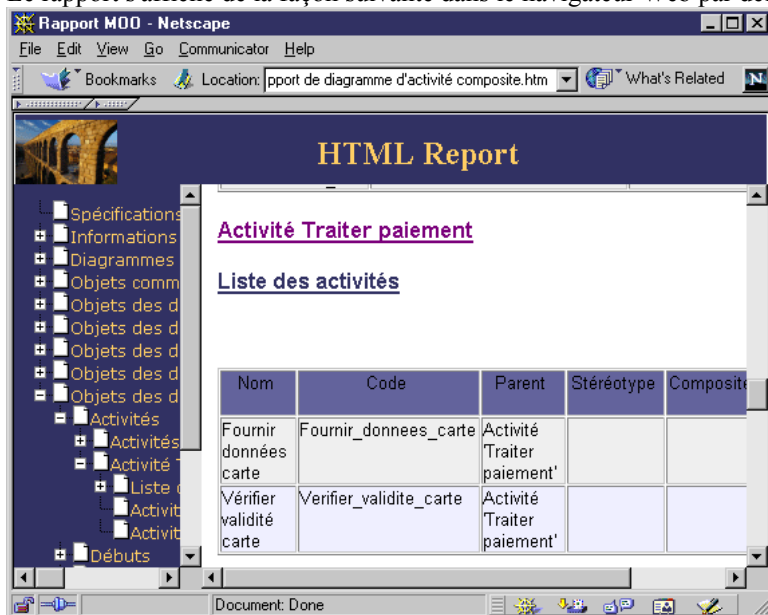 Rapport MOO - Netscape
File Edit View Go Communicator Help
Bookmarks Location: pport de diagramme d'activité composite.htm What's Related N
HTML Report
Spécifications
Informations
Diagrammes
Objets comm
Objets des d
Objets des d
Objets des d
Objets des d
Objets des d
Activités
Activités
Activité
Liste
Activit
Activit
Débuts
Activité Traiter paiement
Liste des activités
Nom Code Parent Stéréotype Composite
Fournir données carte Fournir_donnees_carte Activité 'Traiter paiement'
Vérifier validité carte Verifier_validite_carte Activité 'Traiter paiement'
Document: Done